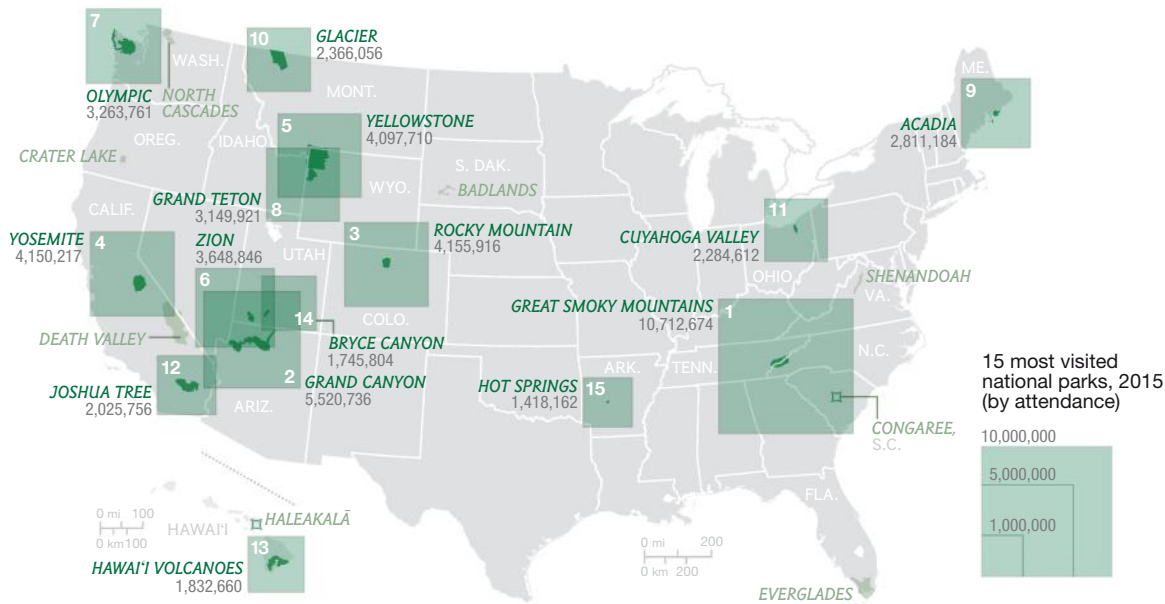 7
OLYMPIC
3,263,761
WASH.
NORTH
CASCADES
10
GLACIER
2,366,056
MONT.
OREG.
IDAHO
CRATER LAKE
5
YELLOWSTONE
4,097,710
WYO.
S. DAK.
BADLANDS
GRAND TETON
3,149,921
8
ME.
9
ACADIA
2,811,184
CALIF.
YOSEMITE
4,150,217
4
ZION
3,648,846
6
UTAH
3
ROCKY MOUNTAIN
4,155,916
COLO.
11
CUYAHOGA VALLEY
2,284,612
OHIO
SHENANDOAH
VA.
GREAT SMOKY MOUNTAINS
10,712,674
1
DEATH VALLEY
14
BRYCE CANYON
1,745,804
2
GRAND CANYON
5,520,736
12
JOSHUA TREE
2,025,756
ARIZ.
ARK.
TENN.
N.C.
HOT SPRINGS
1,418,162
15
CONGAREE,
S.C.
FLA.
0 mi 100
0 km 100
HAWAI'I
HALEAKALĀ
13
HAWAI'I VOLCANOES
1,832,660
0 mi 200
0 km 200
EVERGLADES
15 most visited
national parks, 2015
(by attendance)
10,000,000
5,000,000
1,000,000